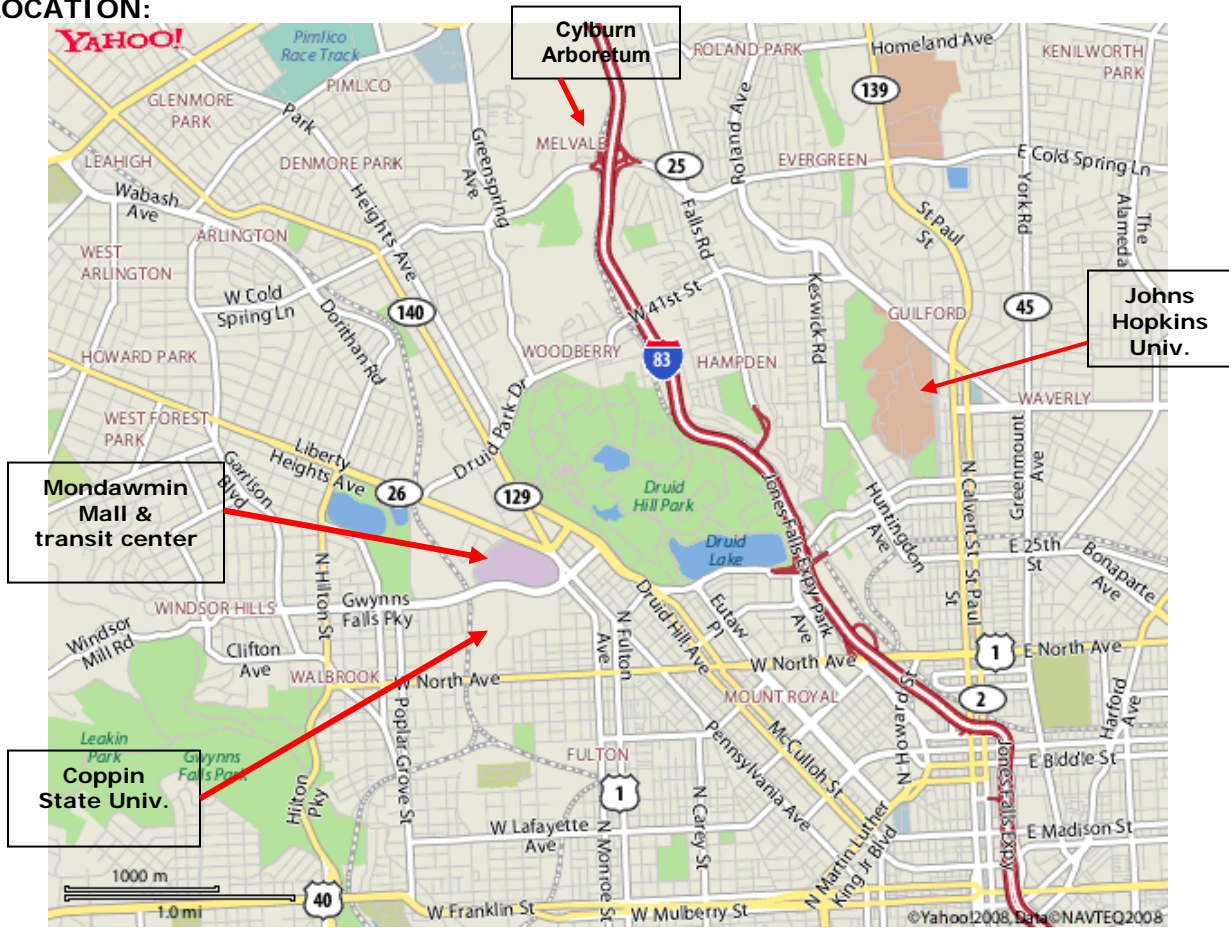 LOCATION:
YAHOO!
Pimlico
Race Track
Cylburn
Arboretum
ROLAND PARK
Homeland Ave
KENILWORTH
PARK
PIMLICO
GLENMORE
PARK
Park
139
MELVALE
25
Roland Ave
EVERGREEN
E Cold Spring Ln
LEAHIGH
DENMORE PARK
Greenspring
Ave
Wabash
Ave
Heights Ave
Falls Rd
St Paul
St
York Rd
The
Alameda
ARLINGTON
WEST
ARLINGTON
W Cold
Spring Ln
Dorithan Rd
140
W 41st St
Keswick Rd
GUILFORD
45
Johns
Hopkins
Univ.
HOWARD PARK
WOODBERRY
83
HAMPDEN
WAVERLY
WEST FOREST
PARK
Druid Park Dr
Liberty
Heights Ave
Garrison
Blvd
26
129
Druid
Hill Park
Jones Falls Expy
Huntingdon
Ave
N Calvert St
Greenmount
Ave
Mondawmin
Mall &
transit center
Druid
Lake
E 25th
St
Bonaparte
Ave
St Paul
St
WINDSOR HILLS
N Hilton St
Gwynns
Falls Pky
Druid Hill Ave
Eutaw
Pl
Park
Ave
N Fulton
Ave
Windsor
Mill Rd
Clifton
Ave
WALBROOK
W North Ave
W North Ave
1
E North Ave
MOUNT ROYAL
2
N Howard St
Harford
Ave
Leakin
Park
Gwynns
Falls Park
Poplar Grove St
FULTON
Pennsylvania Ave
McCulloh St
E Biddle St
Coppin
State Univ.
Hilton
Pky
1
N Carey St
Jones Falls Expy
W Lafayette
Ave
N Monroe St
N Martin Luther
King Jr Blvd
E Madison St
1000 m
1.0 mi
40
W Franklin St
W Mulberry St
©Yahoo!2008, Data©NAVTEQ2008